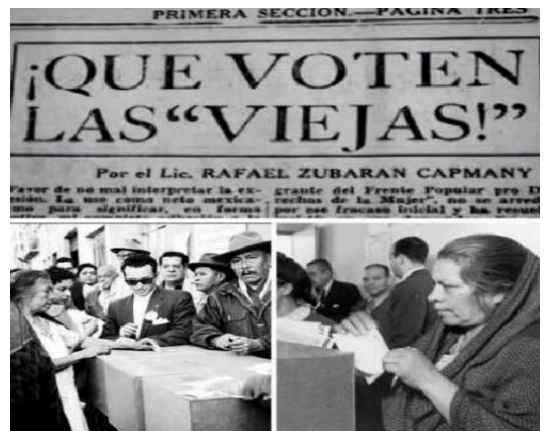 PRIMERA SECCION.—PAGINA TRES
¡QUE VOTEN
LAS "VIEJAS!"
Por el Lic. RAFAEL ZUBARAN CAPMANY
Favor de no mal interpretar la ex-
sión. La uso como neto mexica-
no para significar, en forma
grante del Frente Popular pro D
rechos de la Mujer", no se arred
por ese fracaso inicial y ha resuel